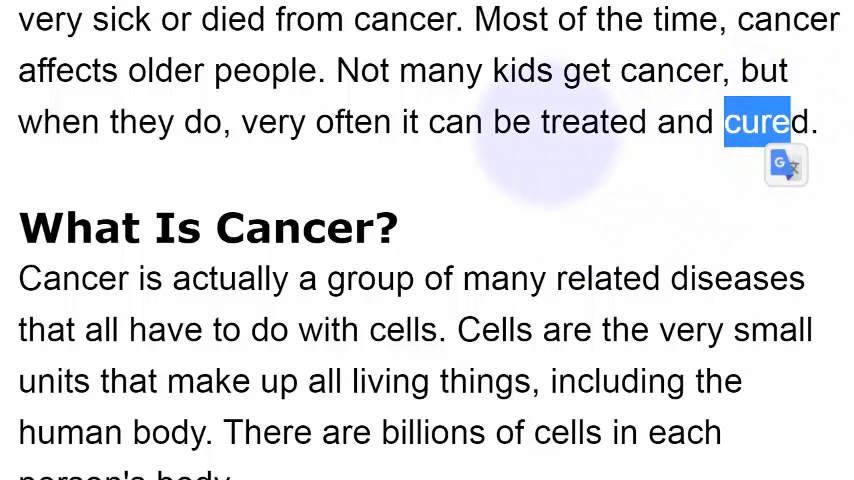 very sick or died from cancer. Most of the time, cancer
affects older people. Not many kids get cancer, but
when they do, very often it can be treated and cured.
What Is Cancer?
Cancer is actually a group of many related diseases
that all have to do with cells. Cells are the very small
units that make up all living things, including the
human body. There are billions of cells in each
person's body.